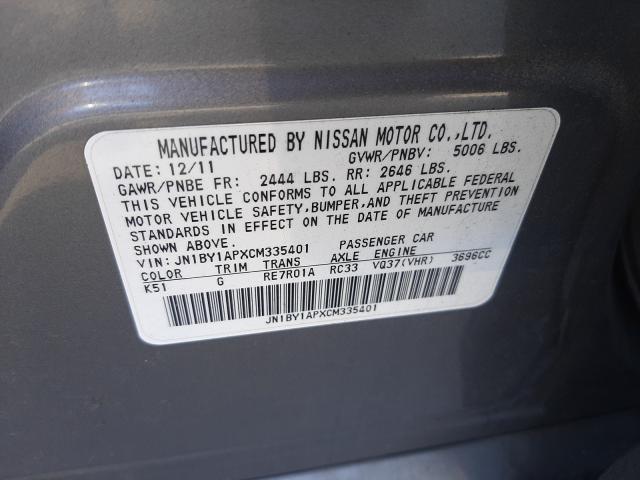 MANUFACTURED BY NISSAN MOTOR CO.,LTD.
DATE: 12/11 GVWR/PNBV: 5006 LBS.
GAWR/PNBE FR: 2444 LBS. RR: 2646 LBS.
THIS VEHICLE CONFORMS TO ALL APPLICABLE FEDERAL
MOTOR VEHICLE SAFETY, BUMPER, AND THEFT PREVENTION
STANDARDS IN EFFECT ON THE DATE OF MANUFACTURE
SHOWN ABOVE.
VIN: JN1BY1APXCM335401 PASSENGER CAR
COLOR TRIM TRANS AXLE ENGINE
K51 G RE7R01A RC33 VQ37(VHR) 3696CC
JN1BY1APXCM335401